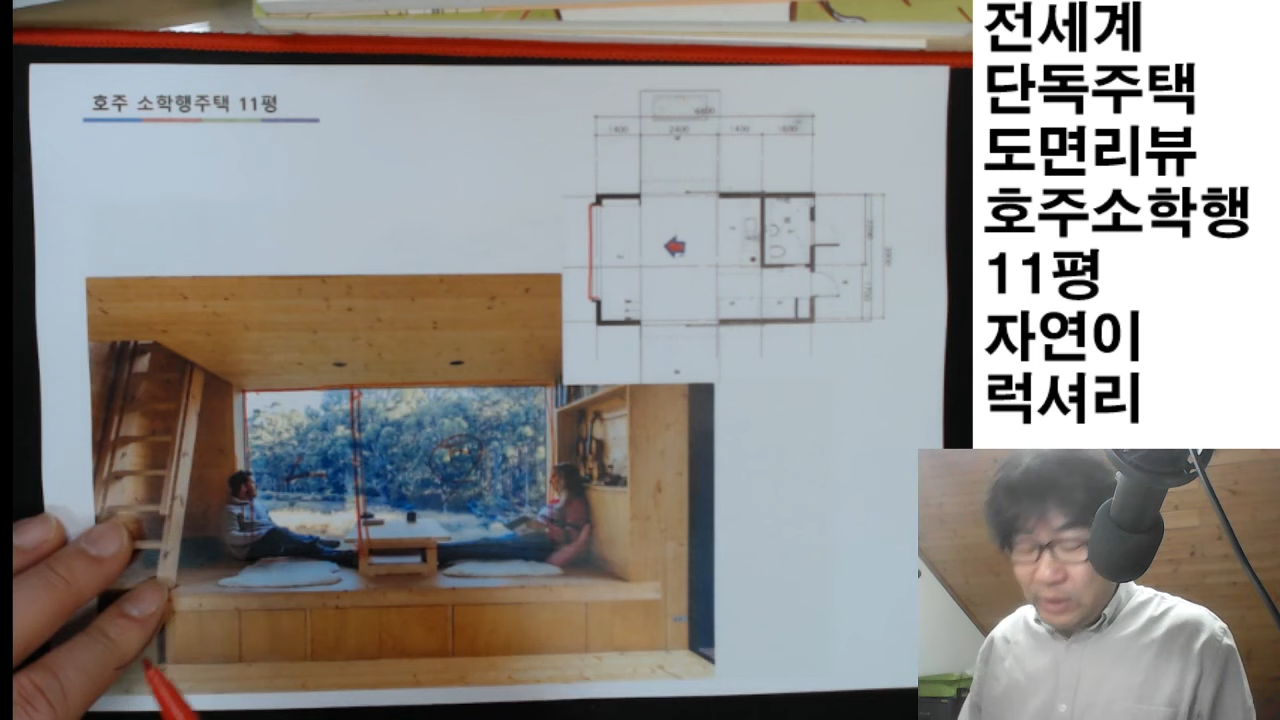 전세계
단독주택
도면리뷰
호주소학행
11평
자연이
럭셔리
호주 소학행주택 11평
2400